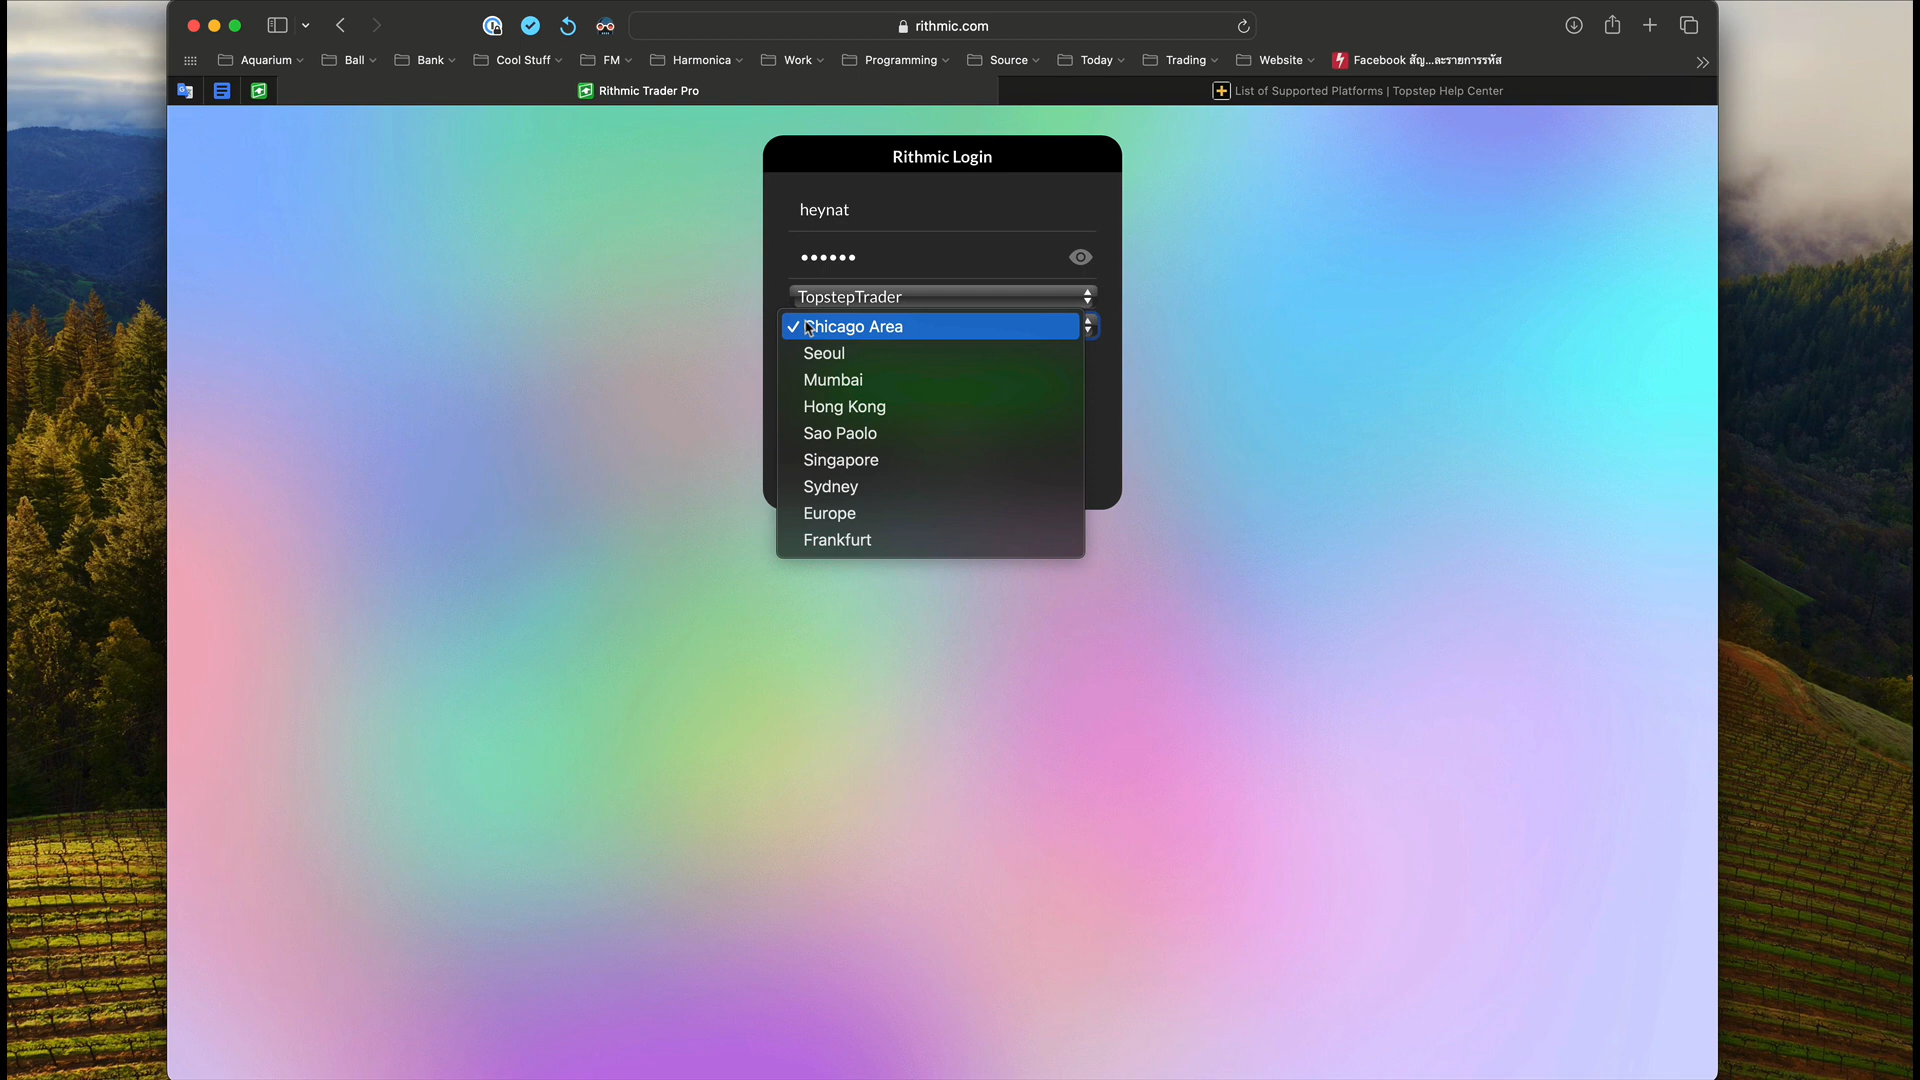 rithmic.com
Aquarium
Ball
Bank
Cool Stuff
FM
Harmonica
Work
Programming
Source
Today
Trading
Website
Facebook สัญ...ละรายการรหัส
Rithmic Trader Pro
List of Supported Platforms | Topstep Help Center
Rithmic Login
heynat
TopstepTrader
Chicago Area
Seoul
Mumbai
Hong Kong
Sao Paolo
Singapore
Sydney
Europe
Frankfurt